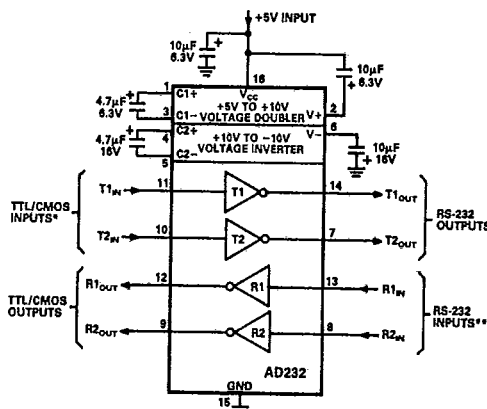 +5V INPUT
10µF
6.3V
10µF
6.3V
16
VCC
1
C1+
+5V TO +10V
VOLTAGE DOUBLER
4.7µF
6.3V
3
C1–
V+
2
C2+
+10V TO –10V
VOLTAGE INVERTER
V–
6
4.7µF
16V
4
C2–
5
10µF
16V
TTL/CMOS
INPUTS*
T1IN
11
T1
14
T1OUT
RS-232
OUTPUTS
T2IN
10
T2
7
T2OUT
TTL/CMOS
OUTPUTS
R1OUT
12
R1
13
R1IN
RS-232
INPUTS**
R2OUT
9
R2
8
R2IN
AD232
GND
15